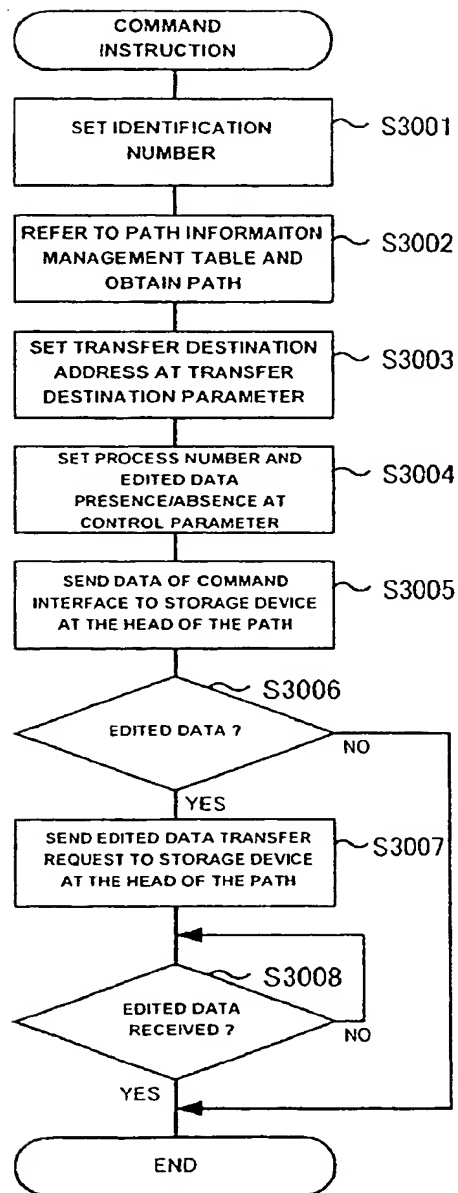 COMMAND
INSTRUCTION
SET IDENTIFICATION
NUMBER
S3001
REFER TO PATH INFORMAITON
MANAGEMENT TABLE AND
OBTAIN PATH
S3002
SET TRANSFER DESTINATION
ADDRESS AT TRANSFER
DESTINATION PARAMETER
S3003
SET PROCESS NUMBER AND
EDITED DATA
PRESENCE/ABSENCE AT
CONTROL PARAMETER
S3004
SEND DATA OF COMMAND
INTERFACE TO STORAGE DEVICE
AT THE HEAD OF THE PATH
S3005
S3006
EDITED DATA ?
NO
YES
SEND EDITED DATA TRANSFER
REQUEST TO STORAGE DEVICE
AT THE HEAD OF THE PATH
S3007
S3008
EDITED DATA
RECEIVED ?
NO
YES
END